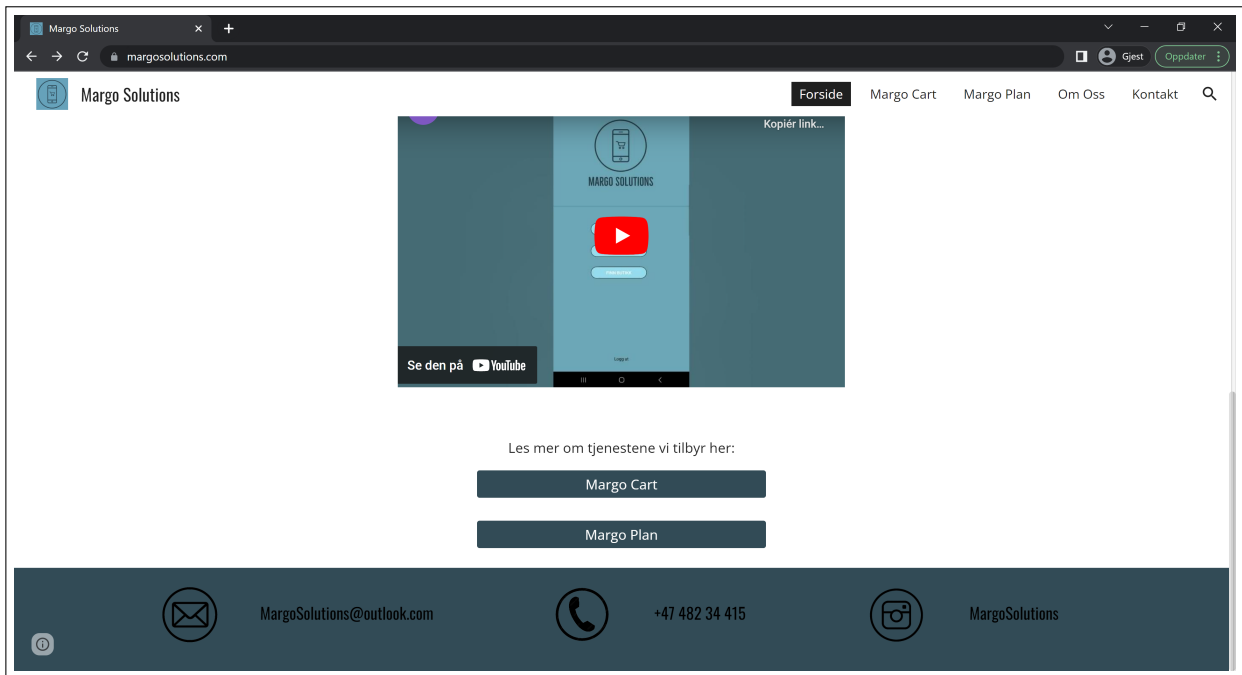 Margo Solutions
margosolutions.com
Gjest
Oppdater
Margo Solutions
Forside Margo Cart Margo Plan Om Oss Kontakt
Kopiér link...
MARGO SOLUTIONS
Logg ut
Se den på YouTube
Les mer om tjenestene vi tilbyr her:
Margo Cart
Margo Plan
MargoSolutions@outlook.com
+47 482 34 415
MargoSolutions